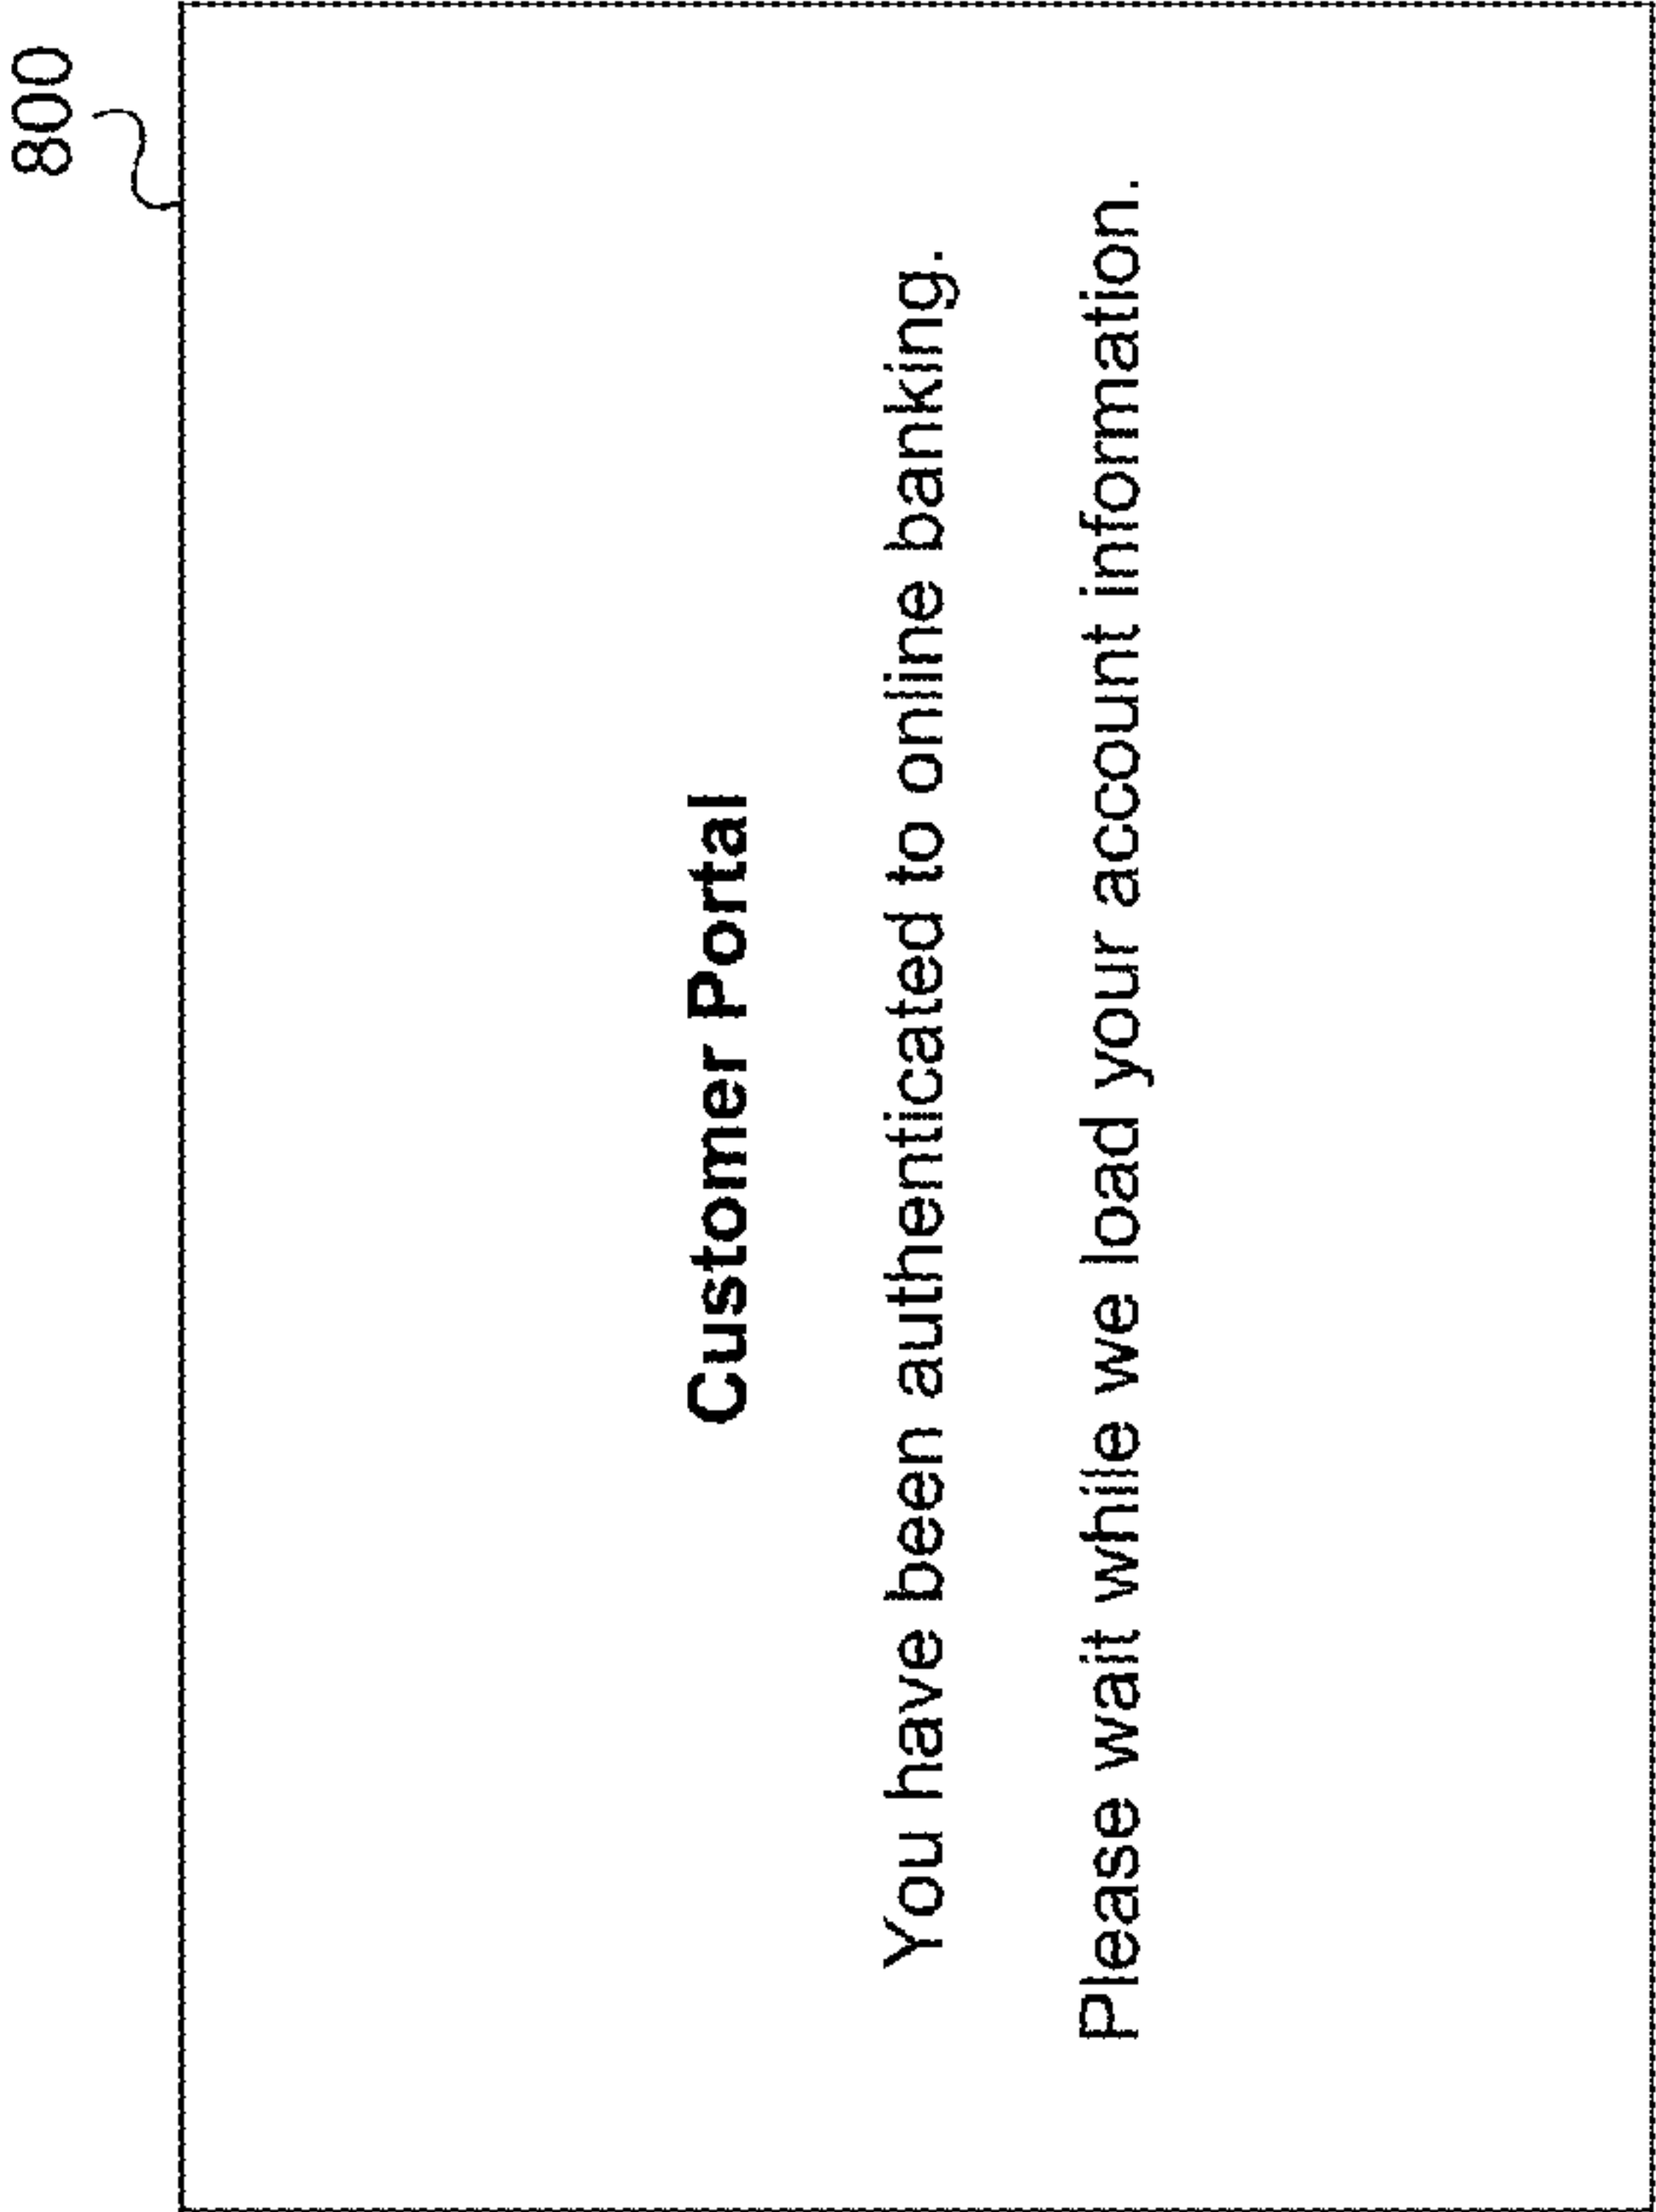 800
Customer Portal
You have been authenticated to online banking.
Please wait while we load your account information.